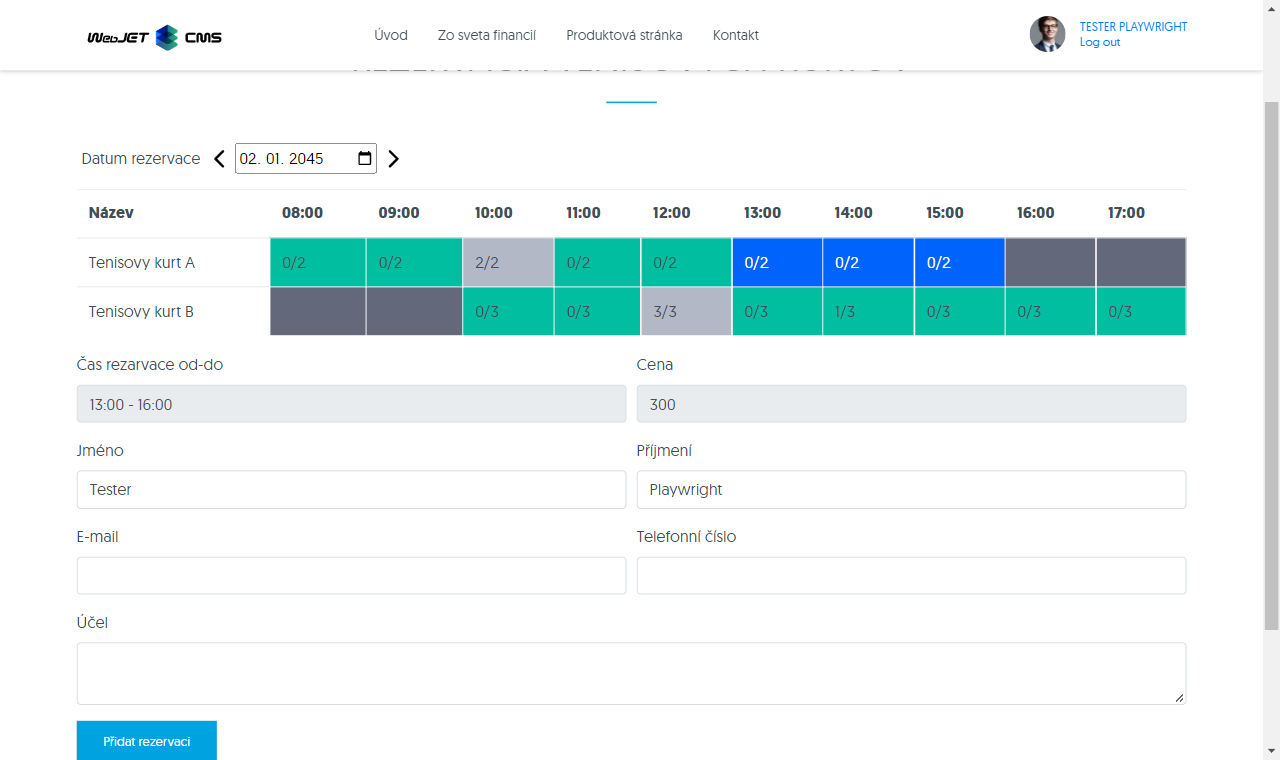 WebJET CMS
Úvod Zo sveta financií Produktová stránka Kontakt
TESTER PLAYWRIGHT
Log out
Datum rezervace 02. 01. 2045
Název 08:00 09:00 10:00 11:00 12:00 13:00 14:00 15:00 16:00 17:00
Tenisovy kurt A 0/2 0/2 2/2 0/2 0/2 0/2 0/2 0/2
Tenisovy kurt B 0/3 0/3 3/3 0/3 1/3 0/3 0/3 0/3
Čas rezarvace od-do Cena
13:00 - 16:00 300
Jméno Příjmení
Tester Playwright
E-mail Telefonní číslo
Účel
Přidat rezervaci